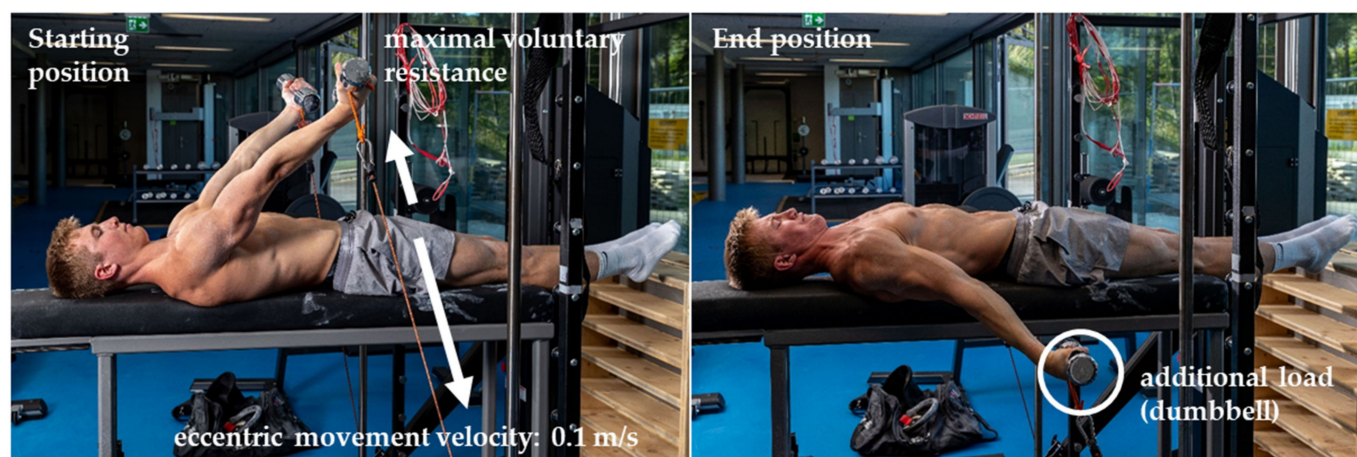 Starting
position
maximal voluntary
resistance
eccentric movement velocity: 0.1 m/s
End position
additional load
(dumbbell)